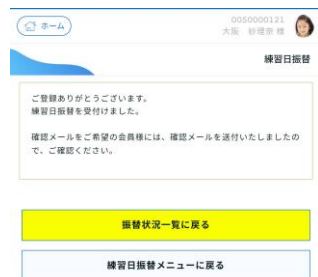 ホーム
0050000121
大阪 紗理奈 様
練習日振替
ご登録ありがとうございます。
練習日振替を受付けました。
確認メールをご希望の会員様には、確認メールを送付いたしましたの
で、ご確認ください。
振替状況一覧に戻る
練習日振替メニューに戻る